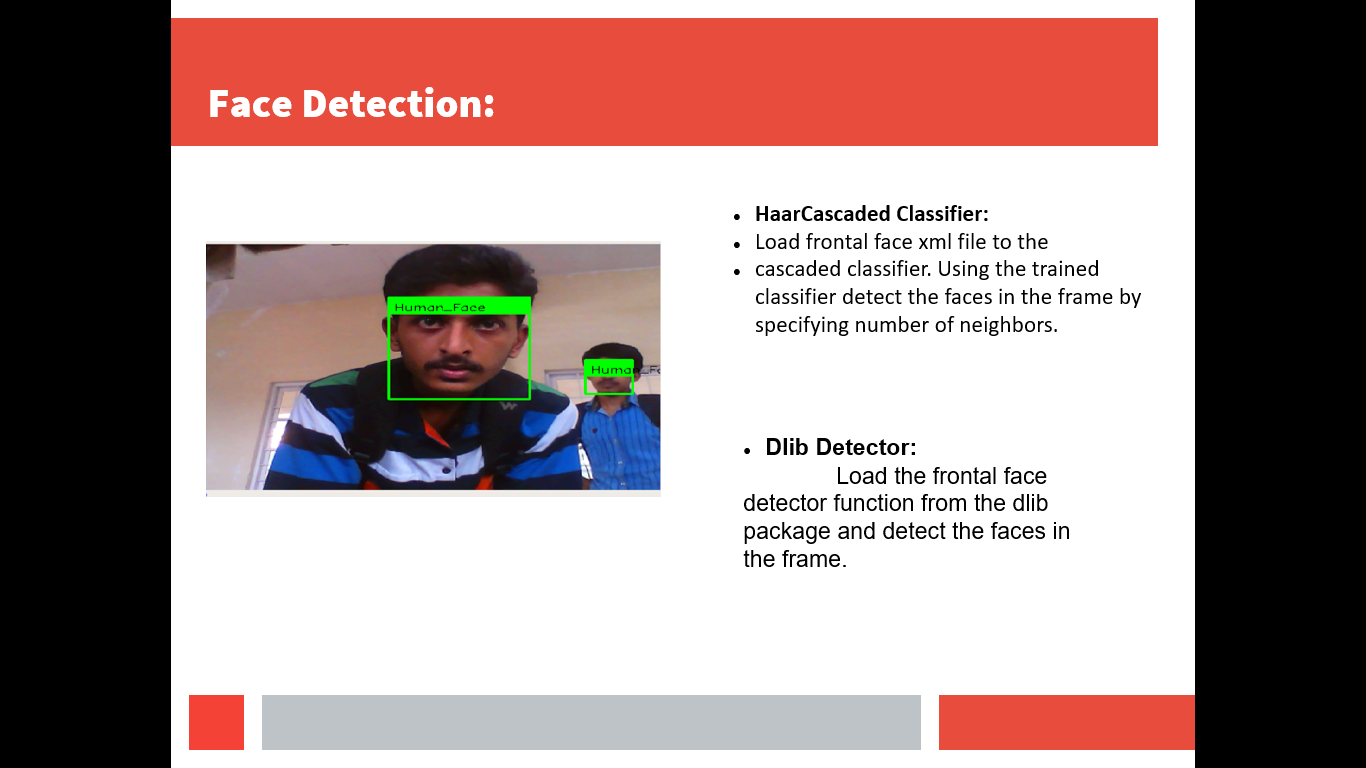 Face Detection:
Human_Face
Human_Fa
• HaarCascaded Classifier:
• Load frontal face xml file to the
• cascaded classifier. Using the trained
classifier detect the faces in the frame by
specifying number of neighbors.
• Dlib Detector:
Load the frontal face
detector function from the dlib
package and detect the faces in
the frame.